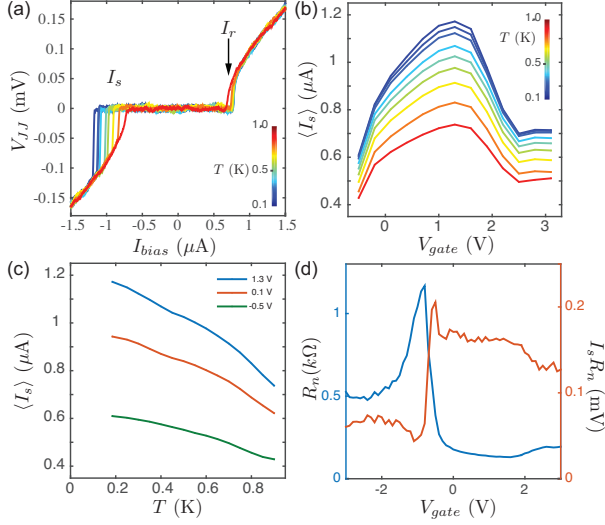 (a)
0.15
0.1
0.05
0
-0.05
-0.1
-0.15
V_JJ (mV)
I_s
I_r
1.0
0.5
0.1
T (K)
-1.5 -1 -0.5 0 0.5 1 1.5
I_bias (μA)
(b)
1.2
1
0.8
0.6
0.4
⟨I_s⟩ (μA)
T (K)
1.0
0.5
0.1
0 1 2 3
V_gate (V)
(c)
1.2
1
0.8
0.6
0.4
⟨I_s⟩ (μA)
1.3 V
0.1 V
-0.5 V
0 0.2 0.4 0.6 0.8
T (K)
(d)
1
0.5
0
R_n(kΩ)
0.2
0.1
0
I_sR_n (mV)
-2 0 2
V_gate (V)